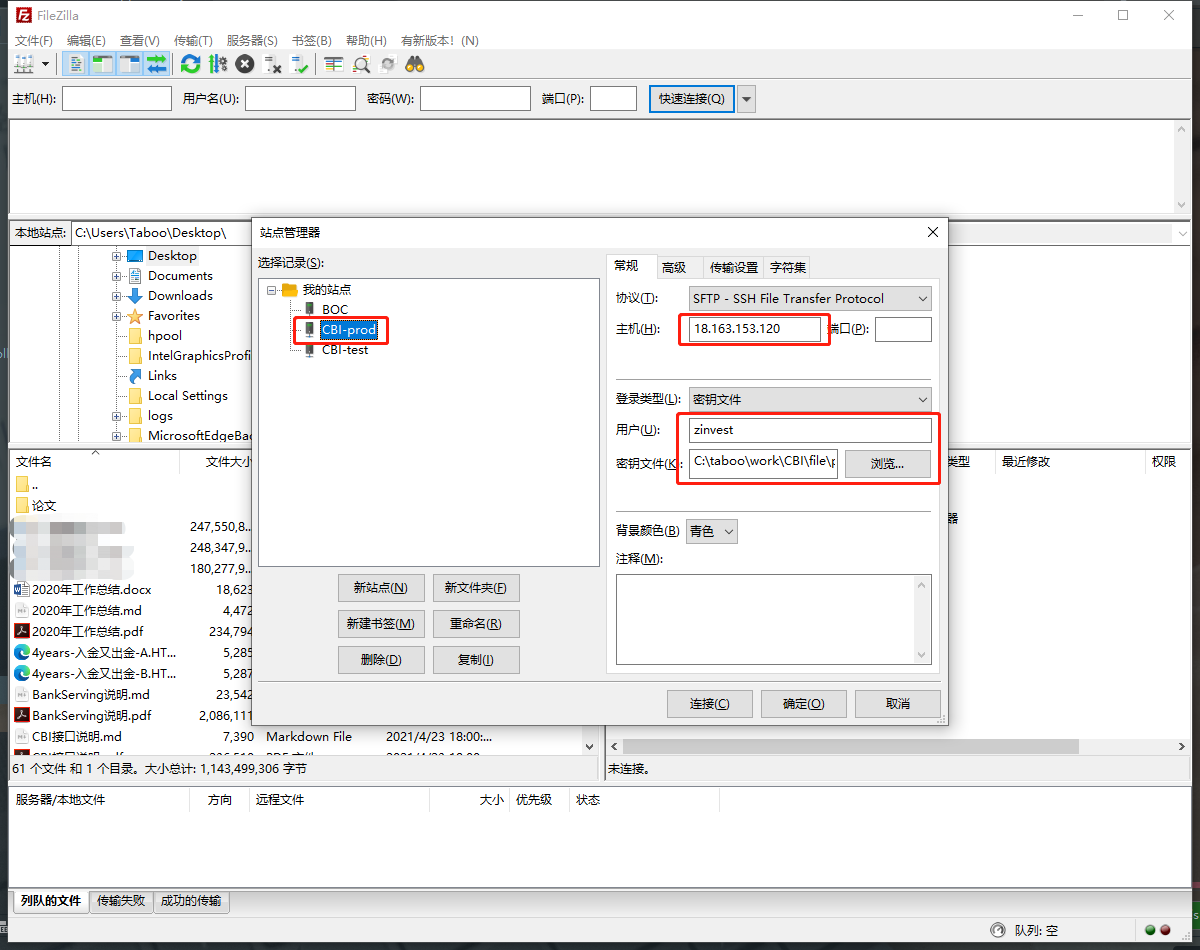 FileZilla
文件(F) 编辑(E) 查看(V) 传输(T) 服务器(S) 书签(B) 帮助(H) 有新版本! (N)
主机(H): 用户名(U): 密码(W): 端口(P): 快速连接(Q)
本地站点: C:\Users\Taboo\Desktop\
Desktop
Documents
Downloads
Favorites
hpool
IntelGraphicsProfi
Links
Local Settings
logs
MicrosoftEdgeBac
文件名 文件大小
..
论文
247,550,8...
248,347,9...
180,277,9...
2020年工作总结.docx 18,623
2020年工作总结.md 4,472
2020年工作总结.pdf 234,794
4years-入金又出金-A.HT... 5,285
4years-入金又出金-B.HT... 5,287
BankServing说明.md 23,542
BankServing说明.pdf 2,086,111
CBI接口说明.md 7,390 Markdown File 2021/4/23 18:00:...
61 个文件 和 1 个目录。大小总计: 1,143,499,306 字节
站点管理器
选择记录(S):
我的站点
BOC
CBI-prod
CBI-test
新站点(N) 新文件夹(F)
新建书签(M) 重命名(R)
删除(D) 复制(I)
常规 高级 传输设置 字符集
协议(T): SFTP - SSH File Transfer Protocol
主机(H): 18.163.153.120 端口(P):
登录类型(L): 密钥文件
用户(U): zinvest
密钥文件(K): C:\taboo\work\CBI\file\p 浏览...
背景颜色(B) 青色
注释(M):
连接(C) 确定(O) 取消
类型 最近修改 权限
器
未连接。
服务器/本地文件 方向 远程文件 大小 优先级 状态
列队的文件 传输失败 成功的传输
队列: 空